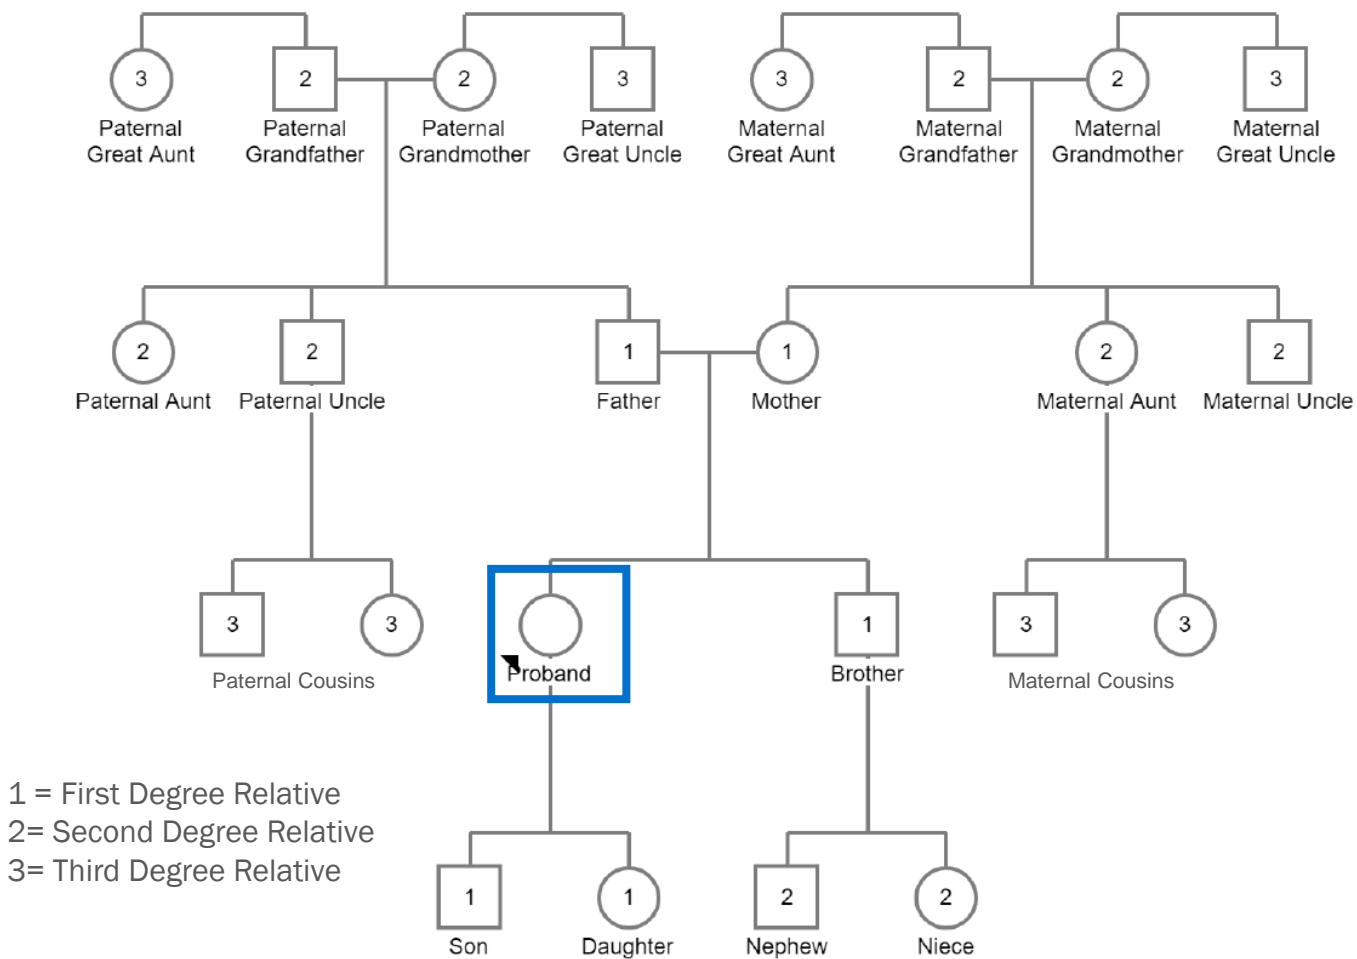 3 2 2 3 3 2 2 3
Paternal Great Aunt
Paternal Grandfather
Paternal Grandmother
Paternal Great Uncle
Maternal Great Aunt
Maternal Grandfather
Maternal Grandmother
Maternal Great Uncle
2 2 1 1 2 2
Paternal Aunt Paternal Uncle Father Mother Maternal Aunt Maternal Uncle
3 3 1 3 3
Paternal Cousins Proband Brother Maternal Cousins
1 = First Degree Relative
2= Second Degree Relative
3= Third Degree Relative
1 1 2 2
Son Daughter Nephew Niece